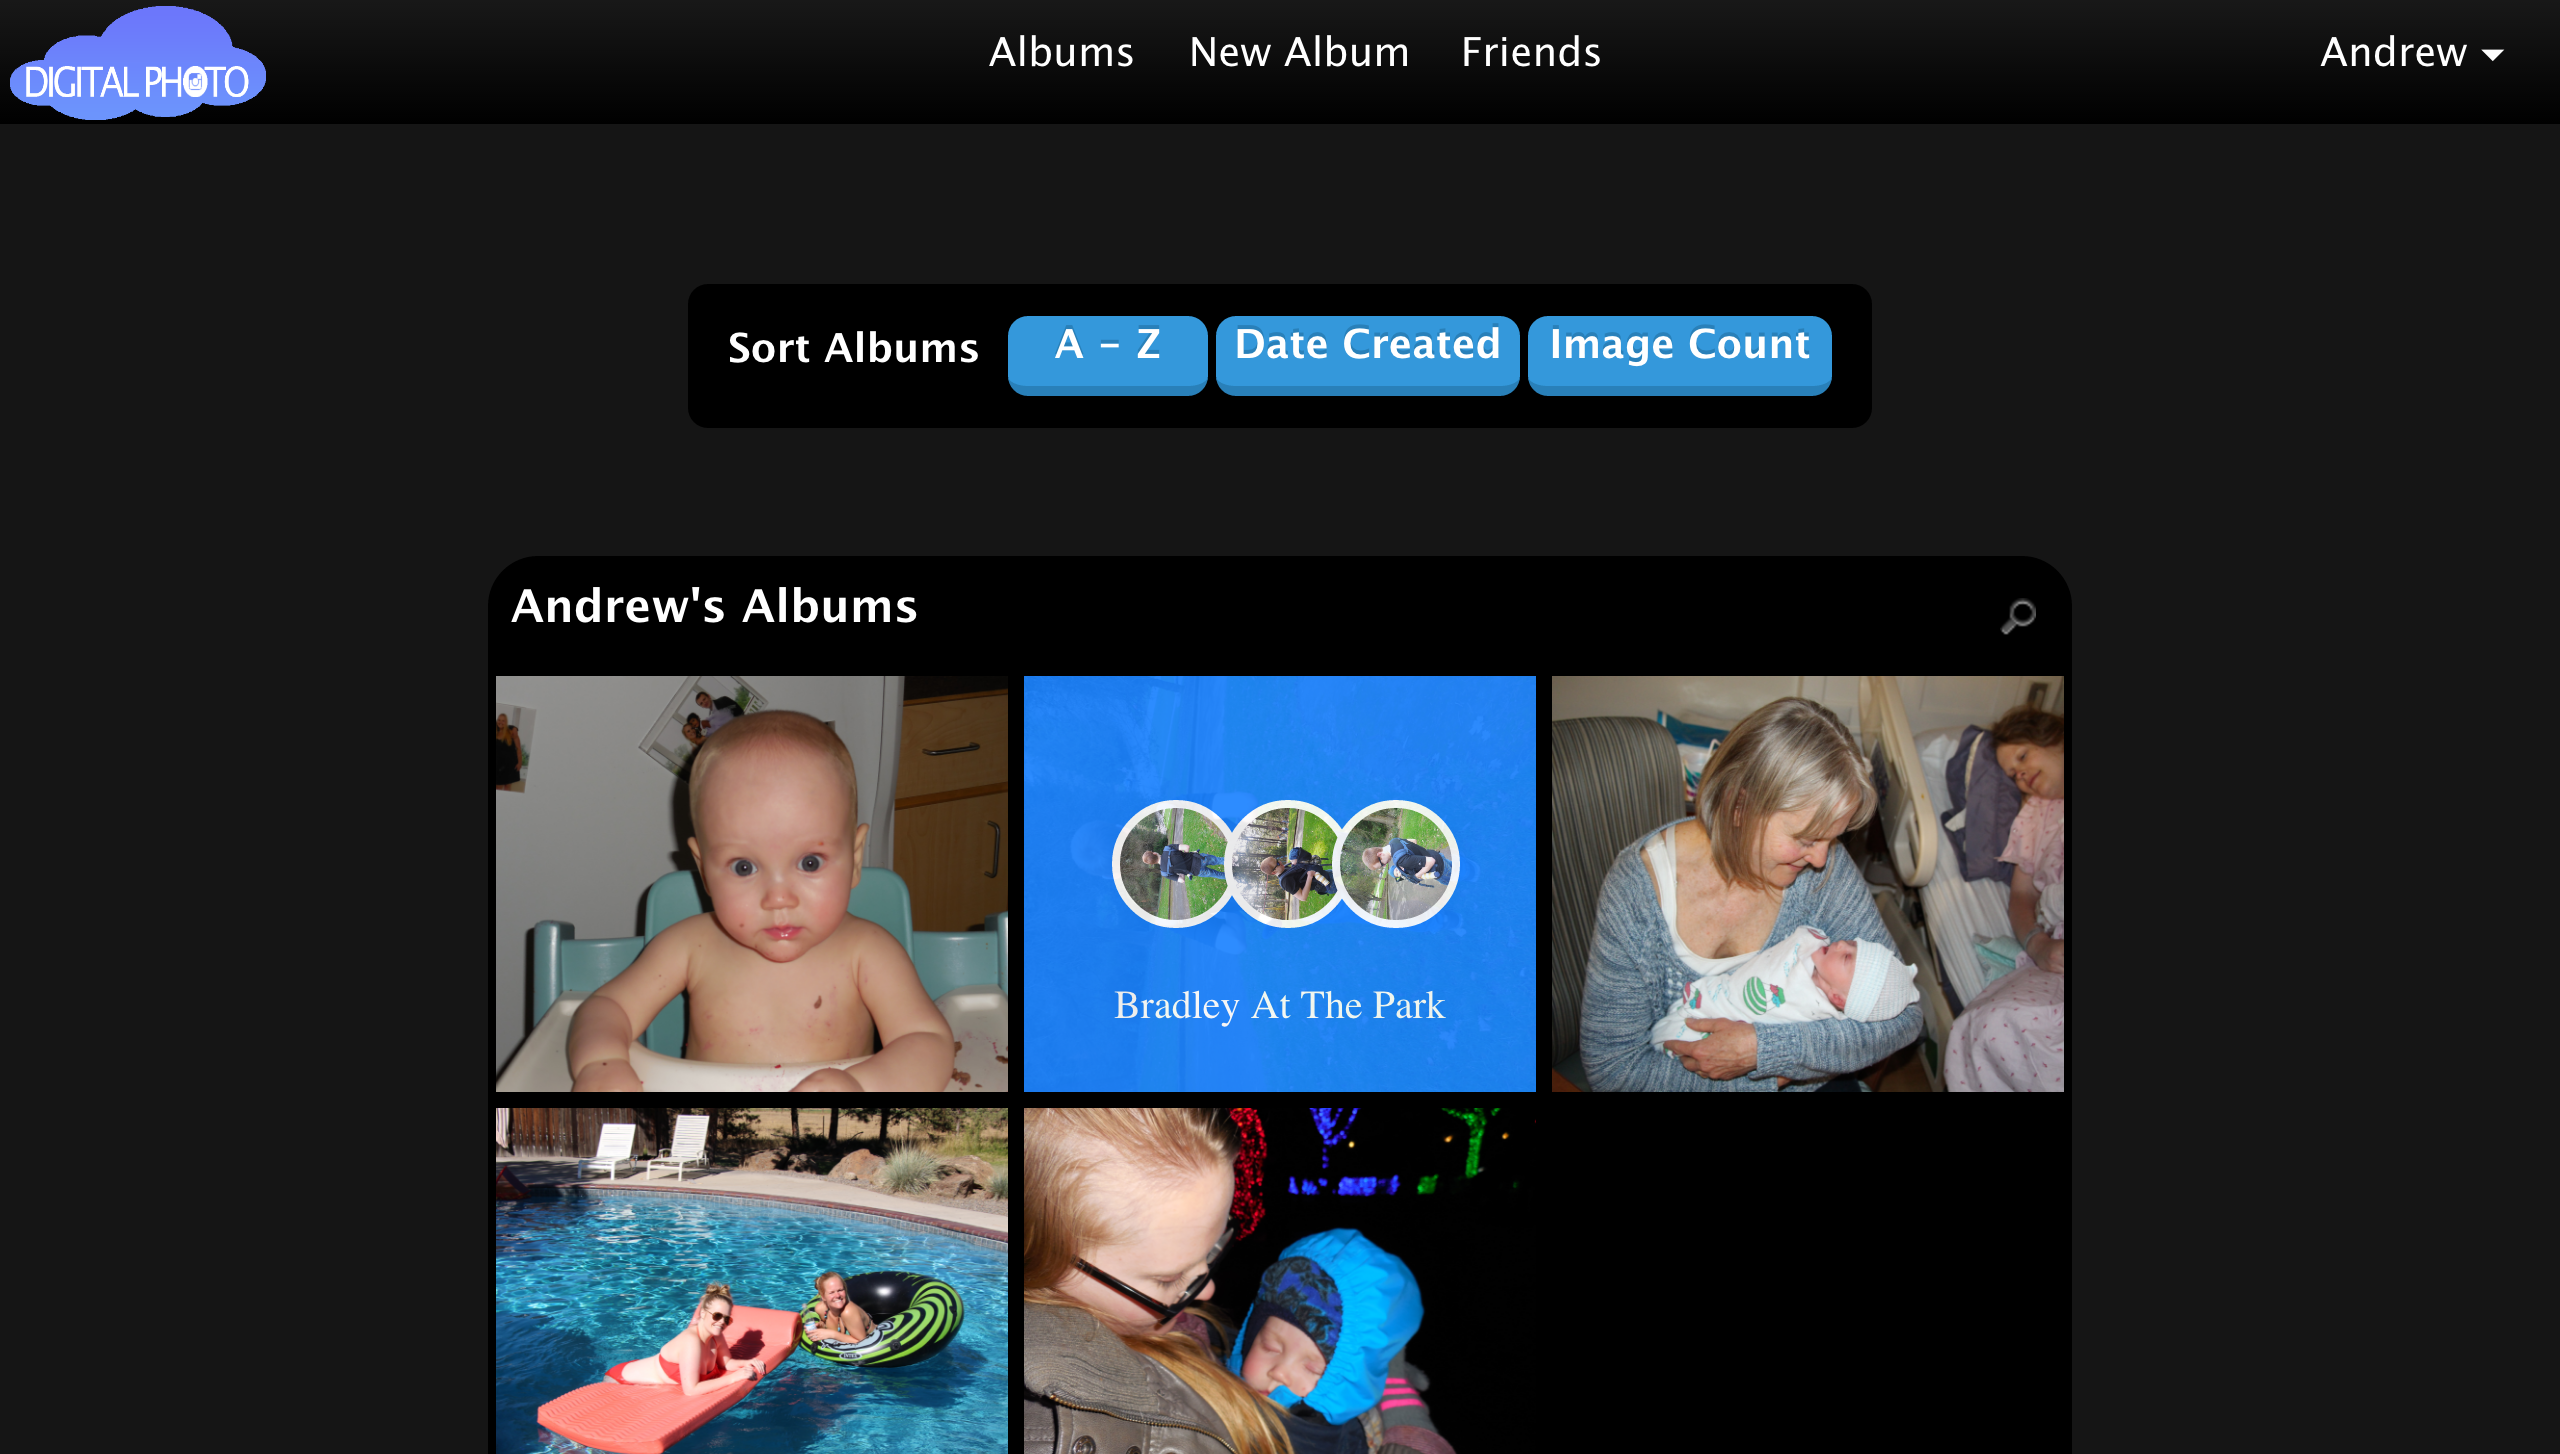 DIGITAL PHOTO
Albums New Album Friends
Andrew
Sort Albums A - Z Date Created Image Count
Andrew's Albums
Bradley At The Park